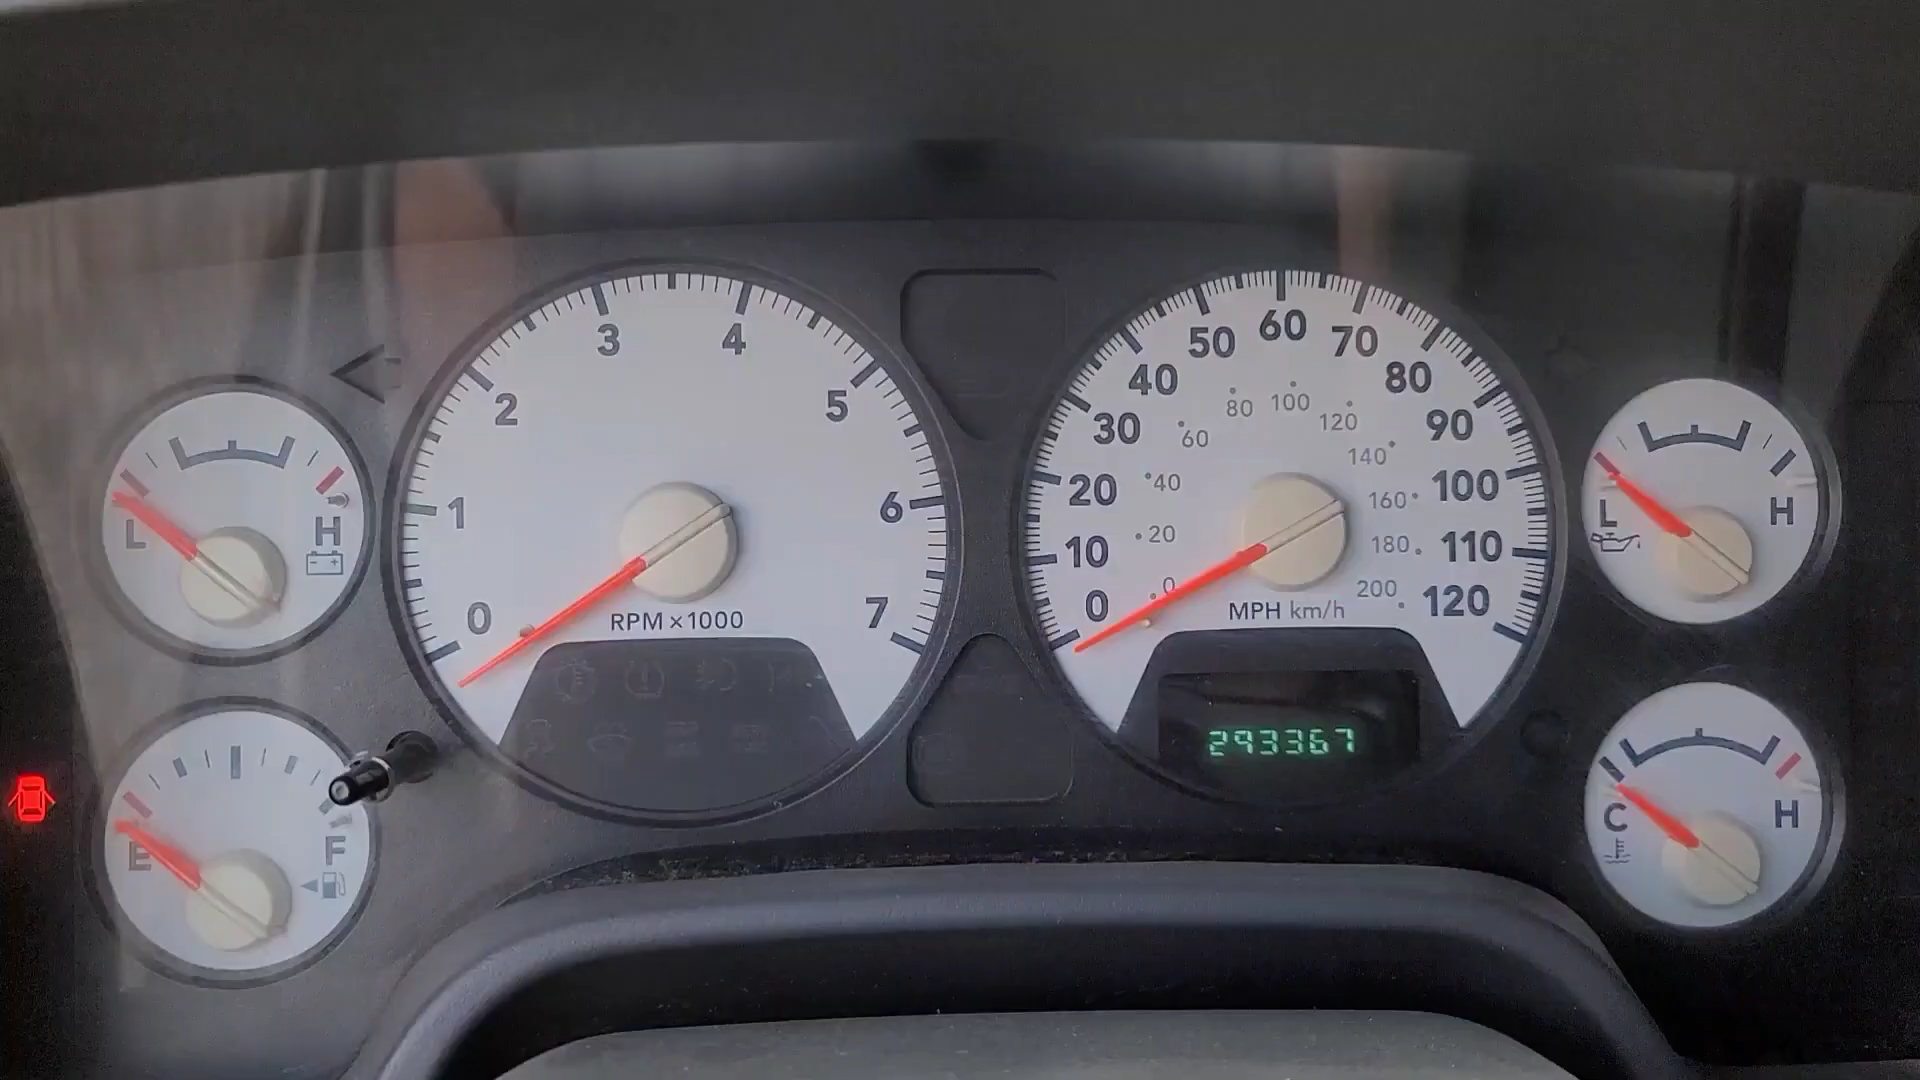 L H
E F
0 1 2 3 4 5 6 7
RPM x 1000
0 10 20 30 40 50 60 70 80 90 100 110 120
0 20 40 60 80 100 120 140 160 180 200
MPH km/h
293367
L H
C H